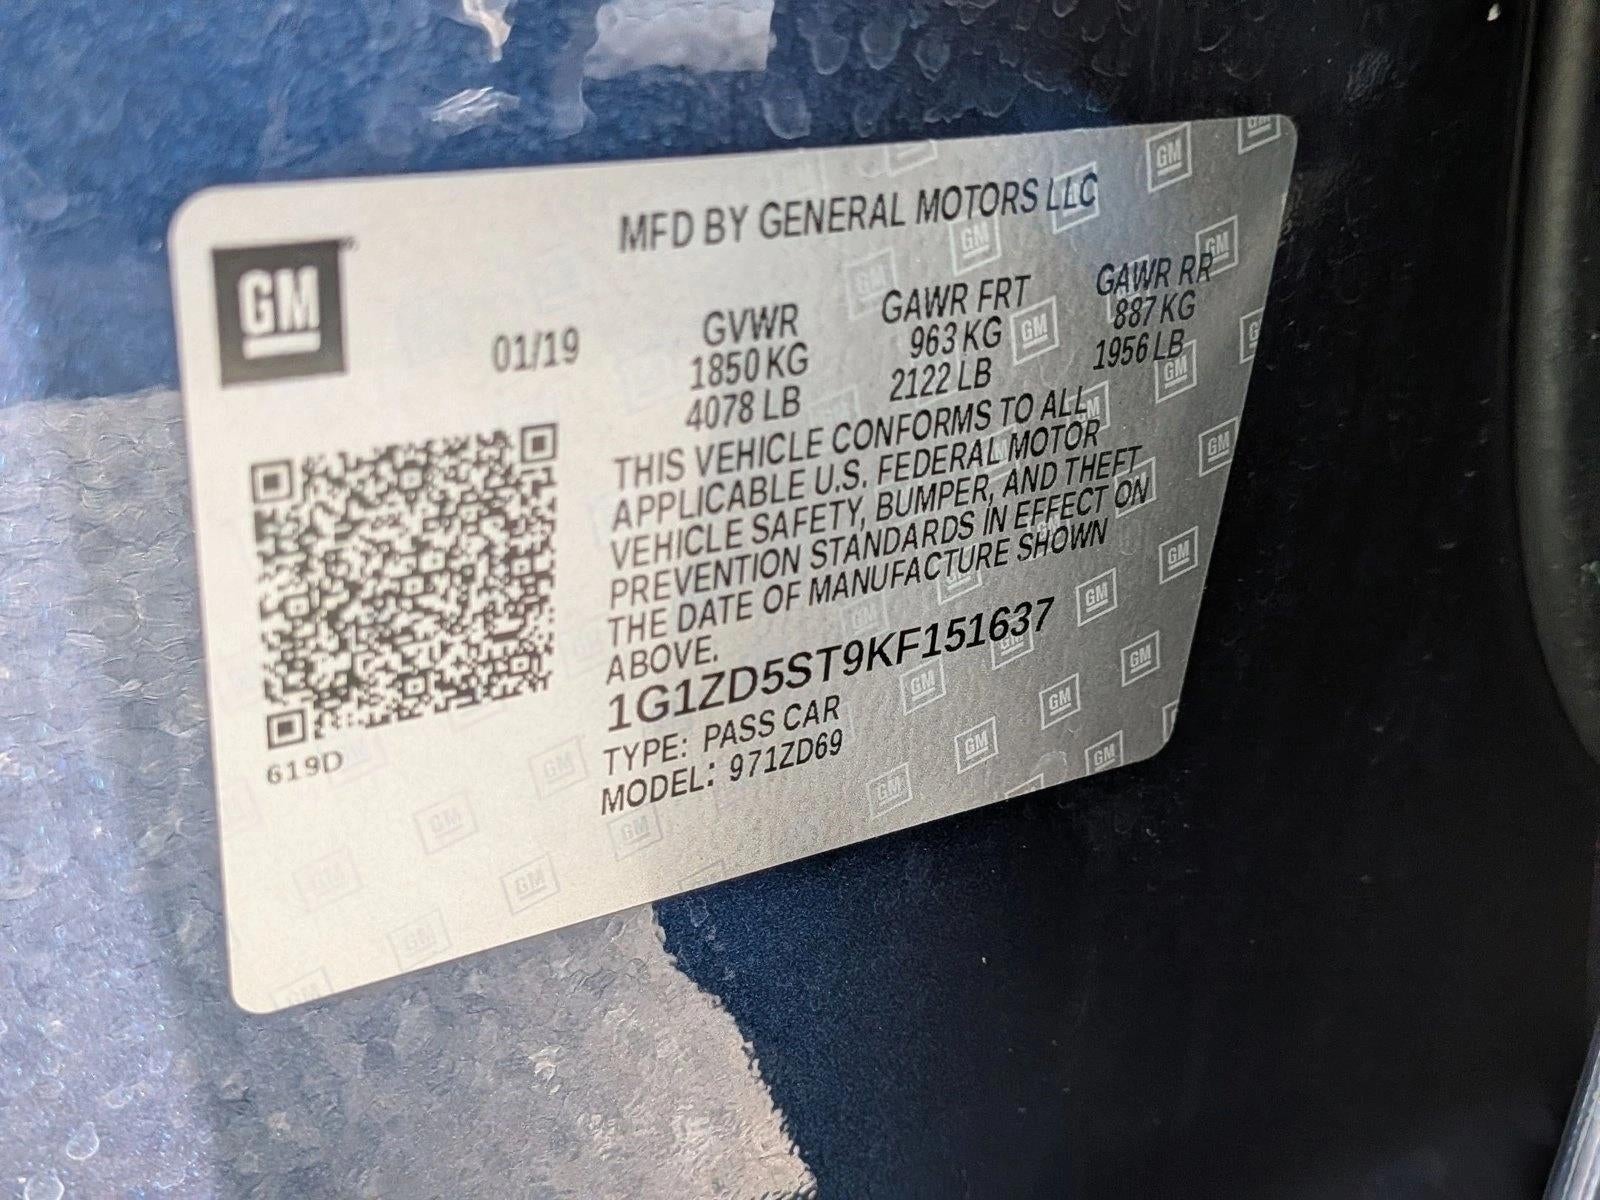 MFD BY GENERAL MOTORS LLC
GM
01/19
GVWR
1850 KG
4078 LB
GAWR FRT
963 KG
2122 LB
GAWR RR
887 KG
1956 LB
THIS VEHICLE CONFORMS TO ALL
APPLICABLE U.S. FEDERAL MOTOR
VEHICLE SAFETY, BUMPER, AND THEFT
PREVENTION STANDARDS IN EFFECT ON
THE DATE OF MANUFACTURE SHOWN
ABOVE.
1G1ZD5ST9KF151637
TYPE: PASS CAR
MODEL: 971ZD69
619D